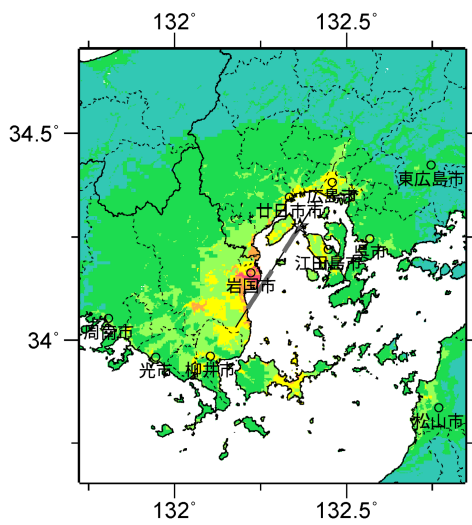 132
132.5
34.5
東広島市
広島市
廿日市市
呉市
江田島市
岩国市
34
周南市
光市
柳井市
松山市
132
132.5